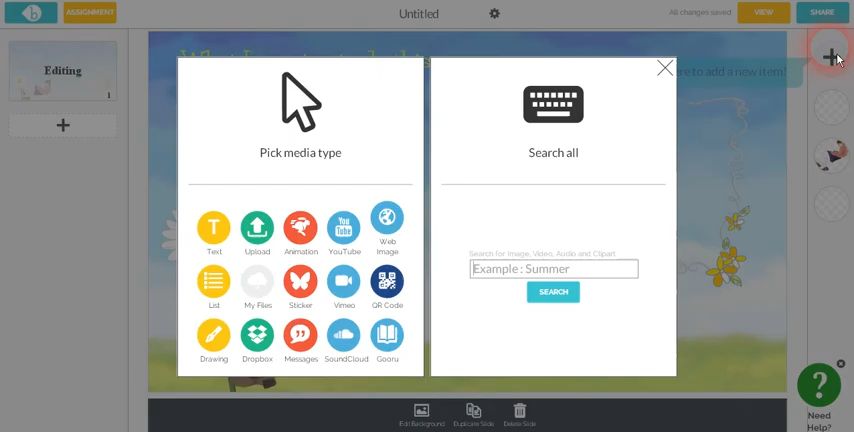 ASSIGNMENT
Untitled
All changes saved
VIEW
SHARE
Editing
1
ere to add a new item!
Pick media type
Search all
Text
Upload
Animation
YouTube
Web
Image
List
My Files
Sticker
Vimeo
QR Code
Drawing
Dropbox
Messages
SoundCloud
Gooru
Search for Image, Video, Audio and Clipart
Example : Summer
SEARCH
Edit Background
Duplicate Slide
Delete Slide
Need
Help?